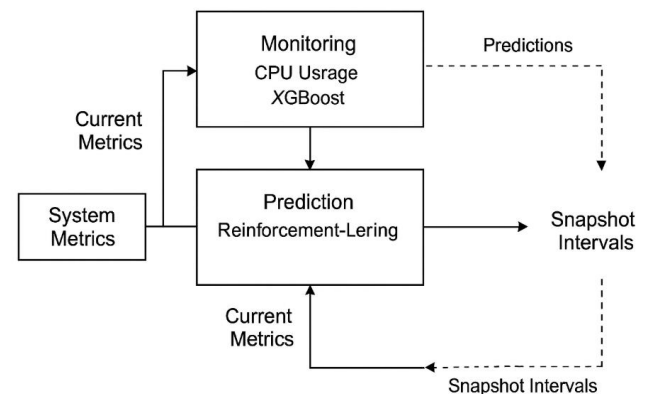 Monitoring
CPU Usrage
XGBoost
Predictions
Current
Metrics
System
Metrics
Prediction
Reinforcement-Lering
Snapshot
Intervals
Current
Metrics
Snapshot Intervals